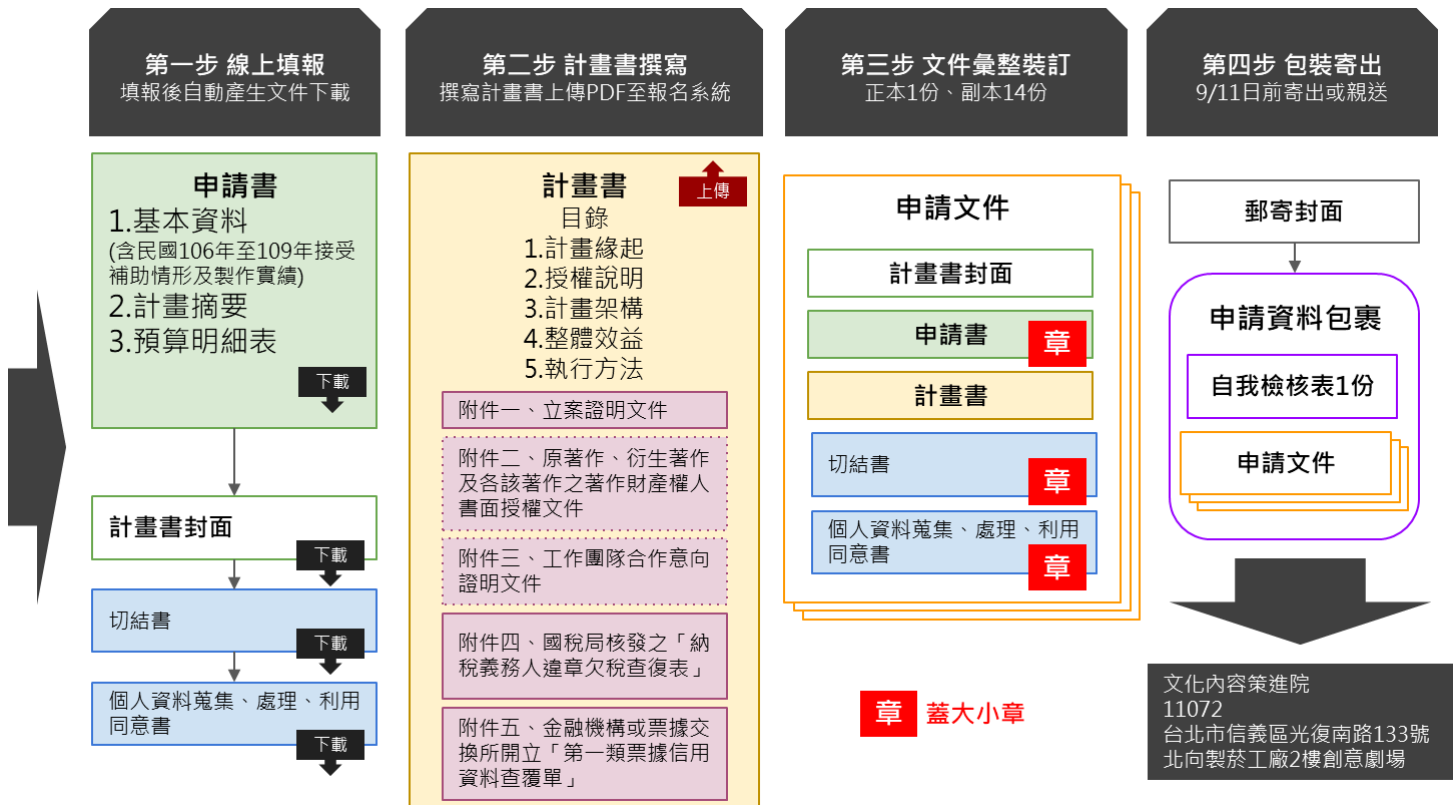 第一步 線上填報
填報後自動產生文件下載
申請書
1.基本資料
(含民國106年至109年接受
補助情形及製作實績)
2.計畫摘要
3.預算明細表
下載
計畫書封面
下載
切結書
下載
個人資料蒐集、處理、利用
同意書
下載
第二步 計畫書撰寫
撰寫計畫書上傳PDF至報名系統
上傳
計畫書
目錄
1.計畫緣起
2.授權說明
3.計畫架構
4.整體效益
5.執行方法
附件一、立案證明文件
附件二、原著作、衍生著作
及各該著作之著作財產權人
書面授權文件
附件三、工作團隊合作意向
證明文件
附件四、國稅局核發之「納
稅義務人違章欠稅查復表」
附件五、金融機構或票據交
換所開立「第一類票據信用
資料查覆單」
第三步 文件彙整裝訂
正本1份、副本14份
申請文件
計畫書封面
申請書
章
計畫書
切結書
章
個人資料蒐集、處理、利用
同意書
章
章 蓋大小章
第四步 包裝寄出
9/11日前寄出或親送
郵寄封面
申請資料包裹
自我檢核表1份
申請文件
文化內容策進院
11072
台北市信義區光復南路133號
北向製菸工廠2樓創意劇場